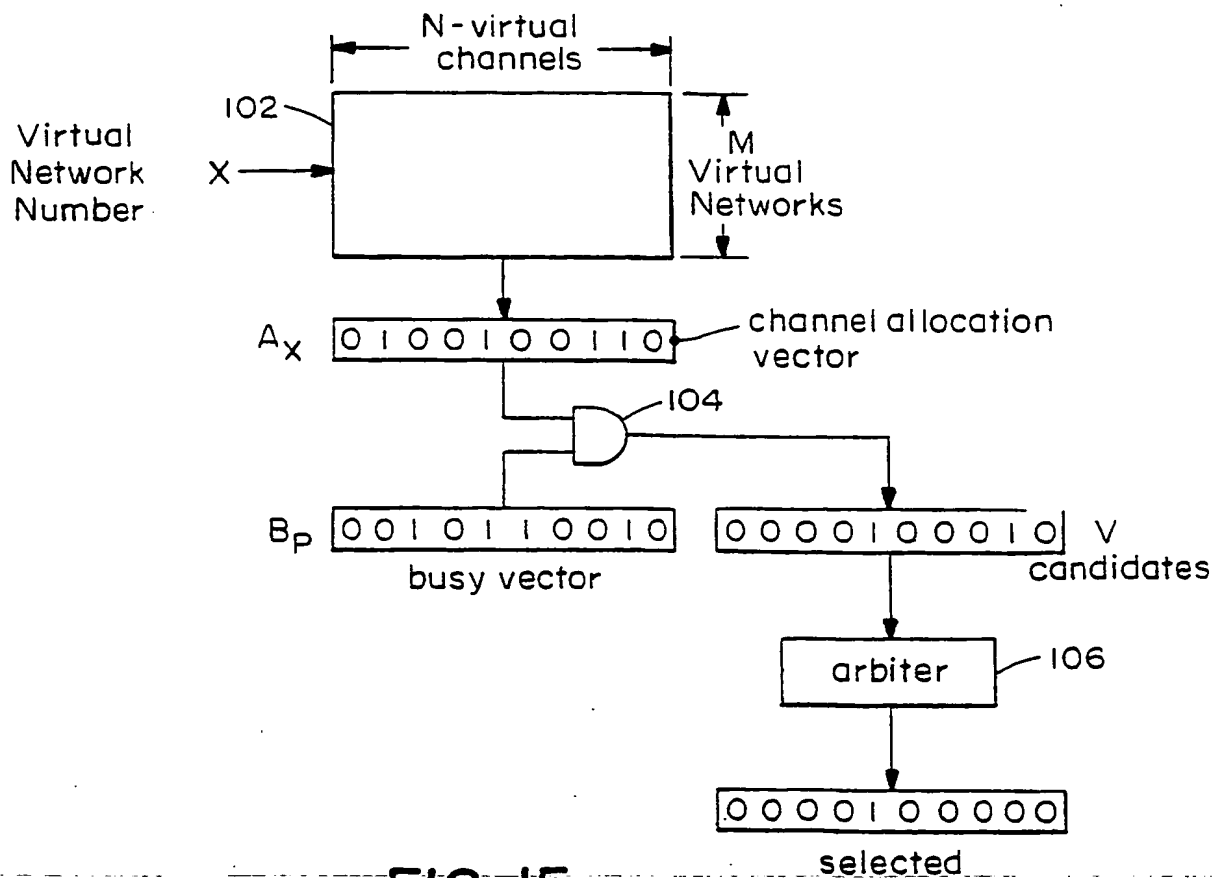 N-virtual
channels
102
Virtual
Network
Number
X
M
Virtual
Networks
AX
0 1 0 0 1 0 0 1 1 0
channel allocation
vector
104
BP
0 0 1 0 1 1 0 0 1 0
busy vector
0 0 0 0 1 0 0 0 1 0
V
candidates
arbiter
106
0 0 0 0 1 0 0 0 0 0
selected